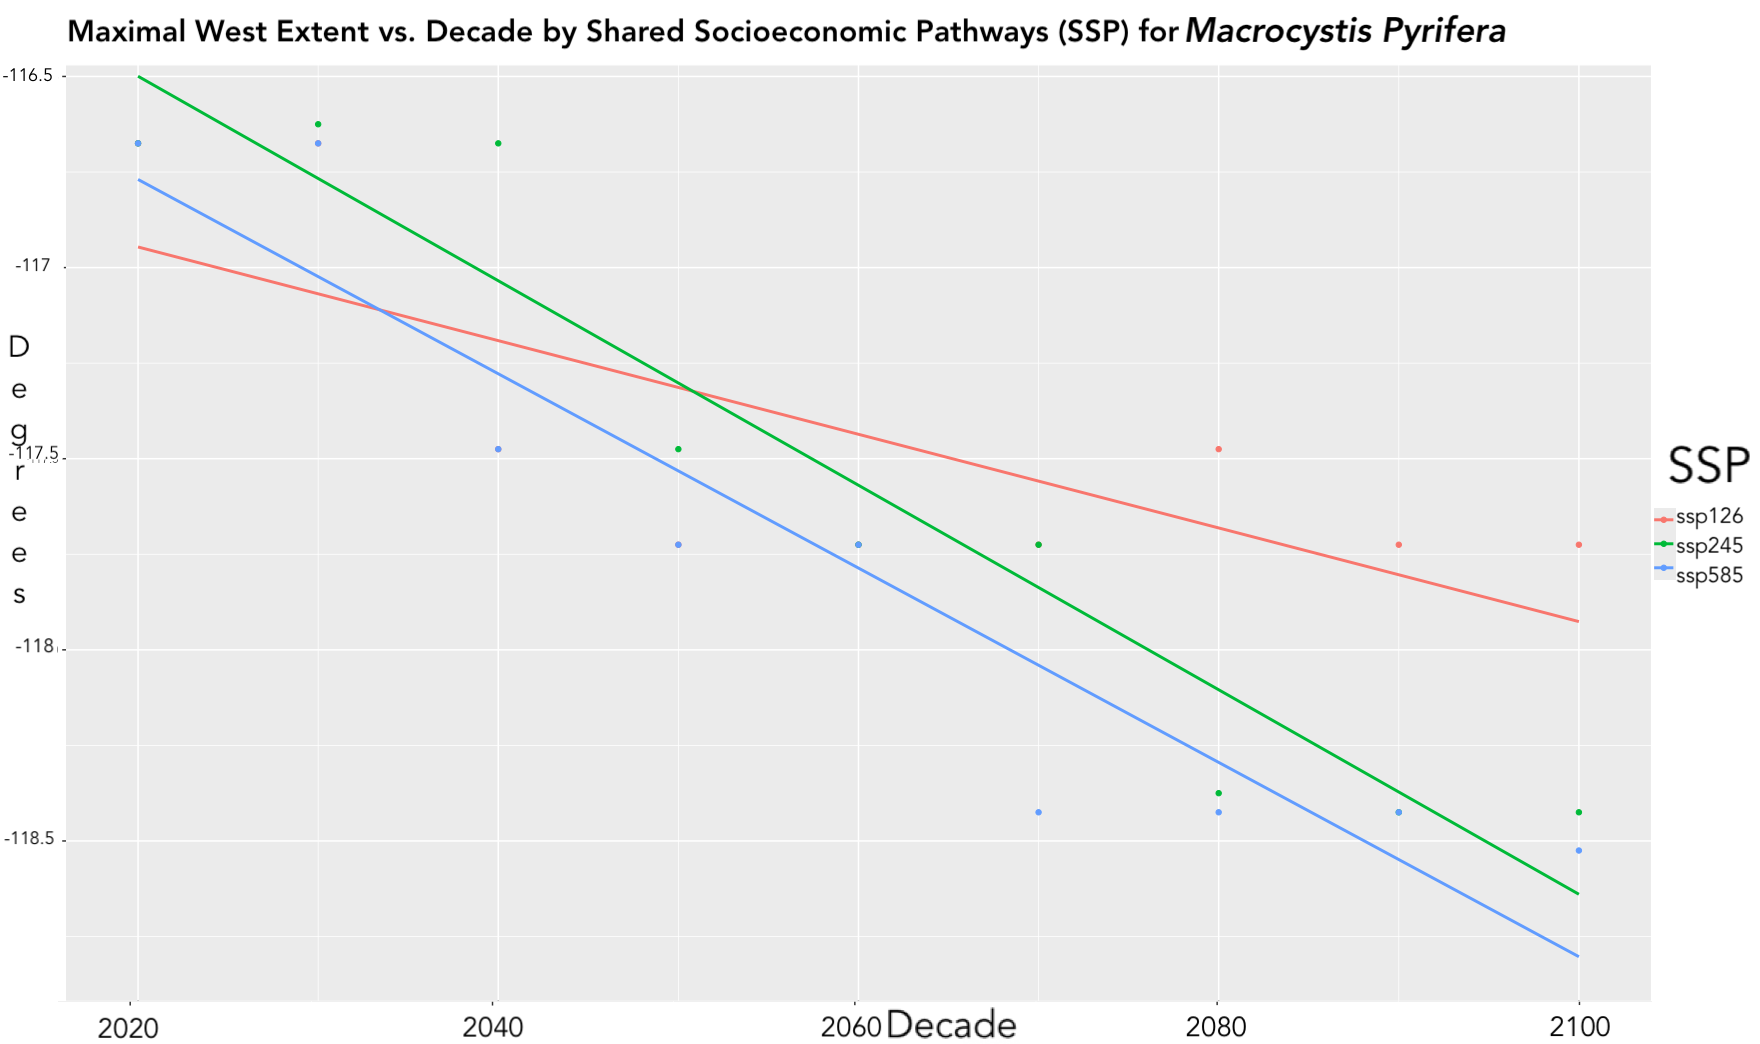 Maximal West Extent vs. Decade by Shared Socioeconomic Pathways (SSP) for Macrocystis Pyrifera
-116.5
-117
-117.5
-118
-118.5
Degrees
2020
2040
2060
2080
2100
Decade
SSP
ssp126
ssp245
ssp585